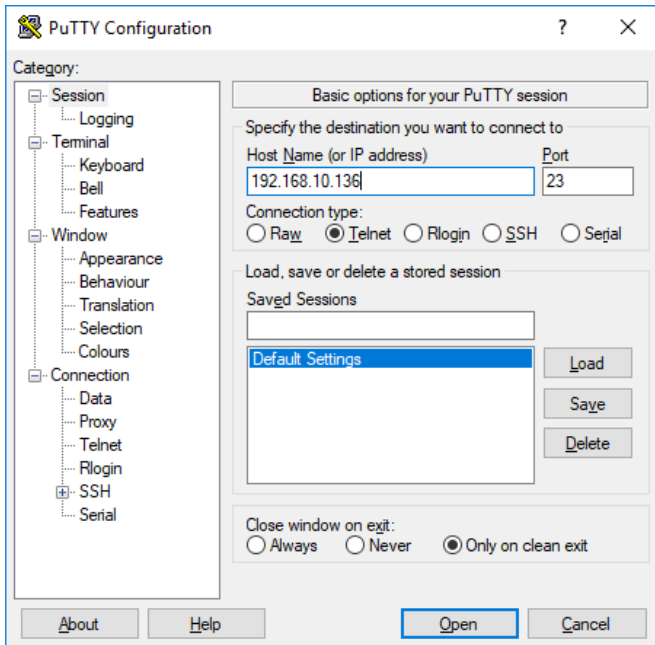 PuTTY Configuration
?
Category:
Session
Logging
Terminal
Keyboard
Bell
Features
Window
Appearance
Behaviour
Translation
Selection
Colours
Connection
Data
Proxy
Telnet
Rlogin
SSH
Serial
Basic options for your PuTTY session
Specify the destination you want to connect to
Host Name (or IP address) Port
192.168.10.136 23
Connection type:
Raw Telnet Rlogin SSH Serial
Load, save or delete a stored session
Saved Sessions
Default Settings
Load
Save
Delete
Close window on exit:
Always Never Only on clean exit
About Help Open Cancel